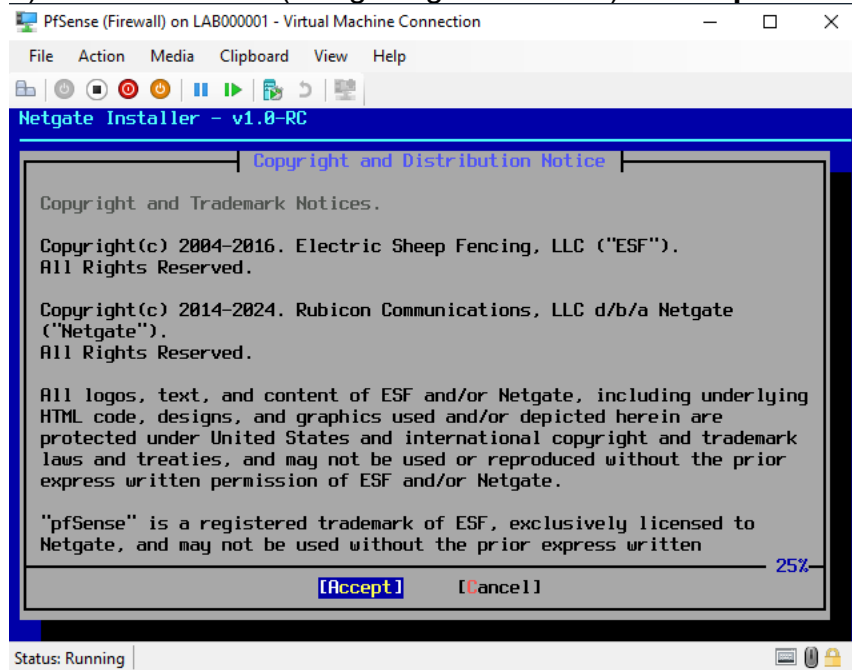 PfSense (Firewall) on LAB000001 - Virtual Machine Connection
File Action Media Clipboard View Help
Netgate Installer - v1.0-RC
Copyright and Distribution Notice
Copyright and Trademark Notices.
Copyright(c) 2004-2016. Electric Sheep Fencing, LLC ("ESF").
All Rights Reserved.
Copyright(c) 2014-2024. Rubicon Communications, LLC d/b/a Netgate
("Netgate").
All Rights Reserved.
All logos, text, and content of ESF and/or Netgate, including underlying
HTML code, designs, and graphics used and/or depicted herein are
protected under United States and international copyright and trademark
laws and treaties, and may not be used or reproduced without the prior
express written permission of ESF and/or Netgate.
"pfSense" is a registered trademark of ESF, exclusively licensed to
Netgate, and may not be used without the prior express written
25%
[Accept] [Cancel]
Status: Running